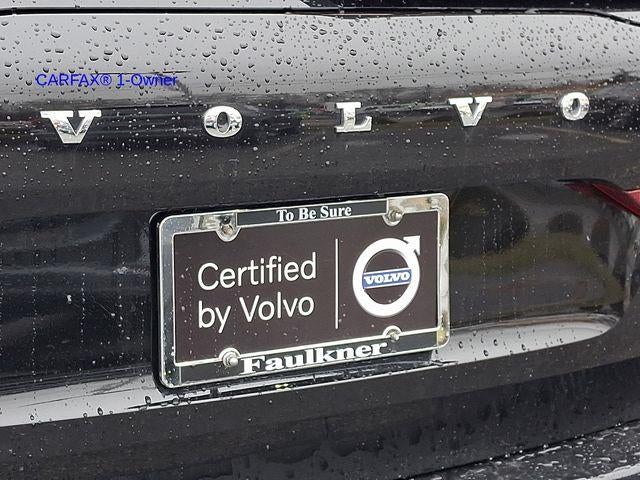 CARFAX® 1-Owner
VOLVO
To Be Sure
Certified
by Volvo
VOLVO
Faulkner